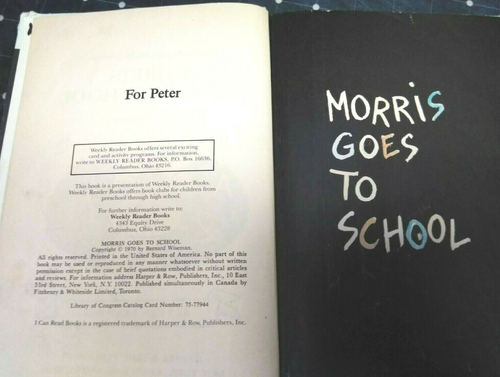 For Peter
Weekly Reader Books offers several exciting
card and activity programs. For information,
write to WEEKLY READER BOOKS, P.O. Box 16636,
Columbus, Ohio 43216.
This book is a presentation of Weekly Reader Books.
Weekly Reader Books offers book clubs for children from
preschool through high school.
For further information write to:
Weekly Reader Books
4343 Equity Drive
Columbus, Ohio 43228
MORRIS GOES TO SCHOOL
Copyright © 1970 by Bernard Wiseman.
All rights reserved. Printed in the United States of America. No part of this
book may be used or reproduced in any manner whatsoever without written
permission except in the case of brief quotations embodied in critical articles
and reviews. For information address Harper & Row, Publishers, Inc., 10 East
53rd Street, New York, N.Y. 10022. Published simultaneously in Canada by
Fitzhenry & Whiteside Limited, Toronto.
Library of Congress Catalog Card Number: 75-77944
I Can Read Books is a registered trademark of Harper & Row, Publishers, Inc.
MORRiS
GOES
TO
SCHOOL